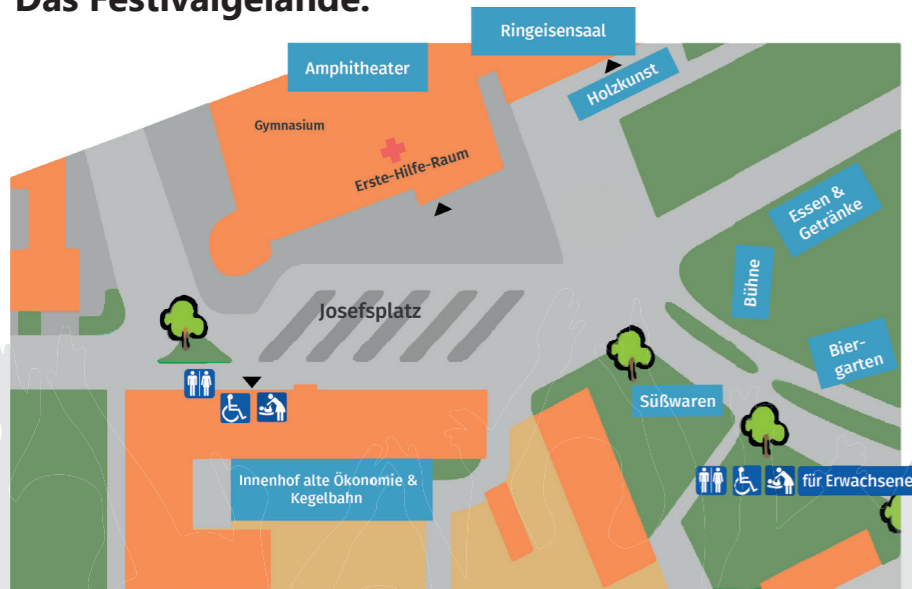 Das Festivalgelände:
Ringeisensaal
Amphitheater
Holzkunst
Gymnasium
Erste-Hilfe-Raum
Essen &
Getränke
Bühne
Josefsplatz
Bier-
garten
Süßwaren
Innenhof alte Ökonomie &
Kegelbahn
für Erwachsene